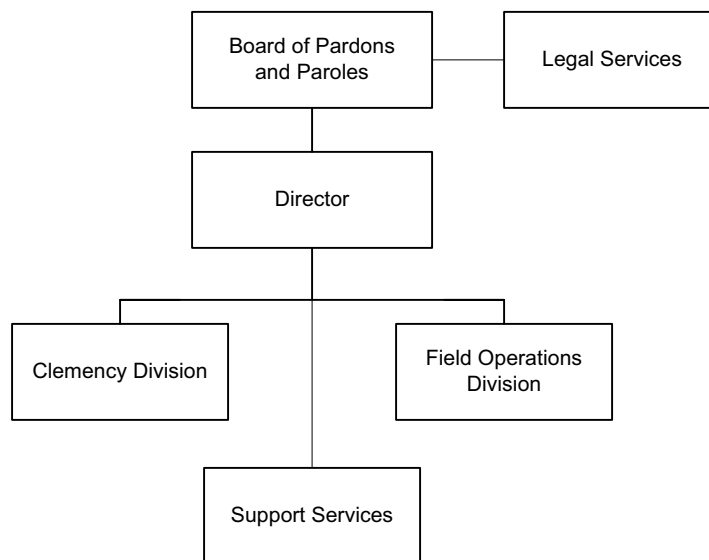 Board of Pardons
and Paroles
Legal Services
Director
Clemency Division
Field Operations
Division
Support Services